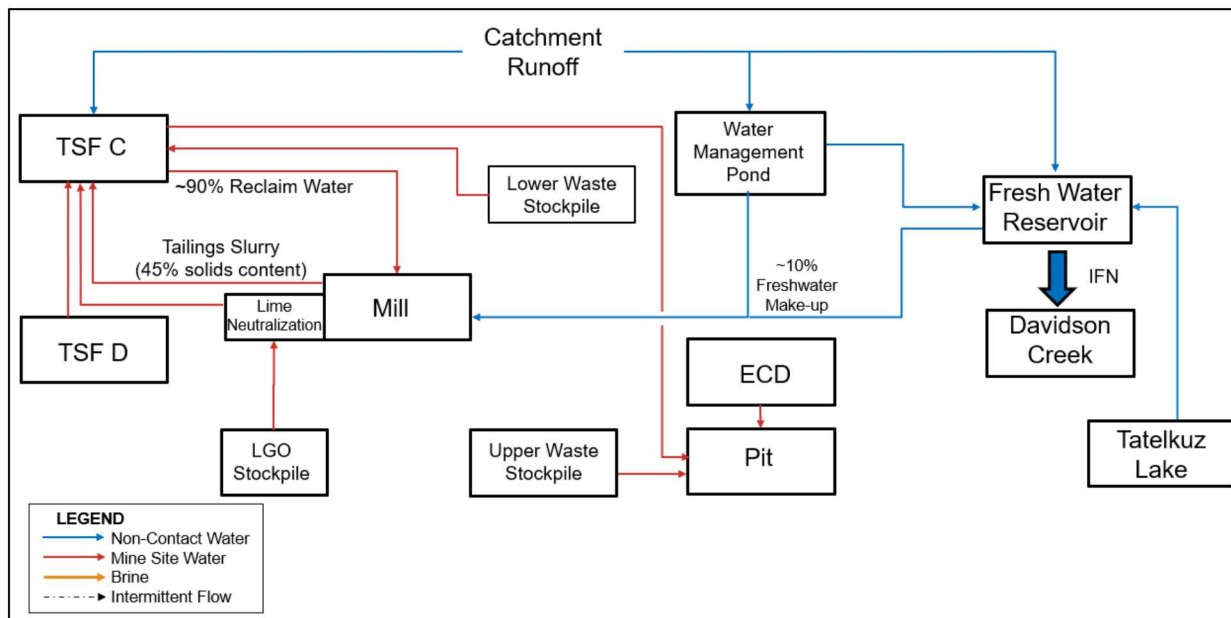 Catchment
Runoff
TSF C
Water
Management
Pond
~90% Reclaim Water
Lower Waste
Stockpile
Fresh Water
Reservoir
Tailings Slurry
(45% solids content)
~10%
Freshwater
Make-up
IFN
Lime
Neutralization
Mill
TSF D
Davidson
Creek
ECD
LGO
Stockpile
Upper Waste
Stockpile
Pit
Tatelkuz
Lake
LEGEND
Non-Contact Water
Mine Site Water
Brine
Intermittent Flow